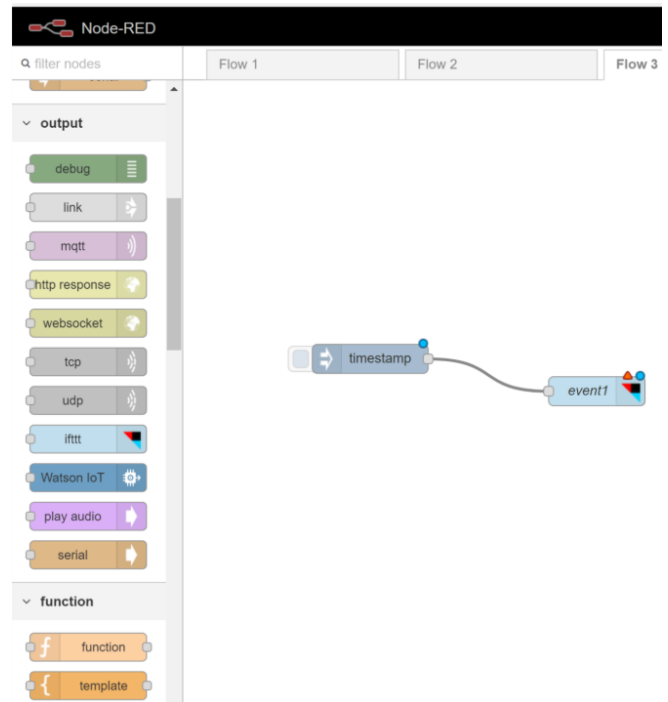 Node-RED
filter nodes
Flow 1
Flow 2
Flow 3
output
debug
link
mqtt
http response
websocket
tcp
udp
ifttt
Watson IoT
play audio
serial
function
function
template
timestamp
event1